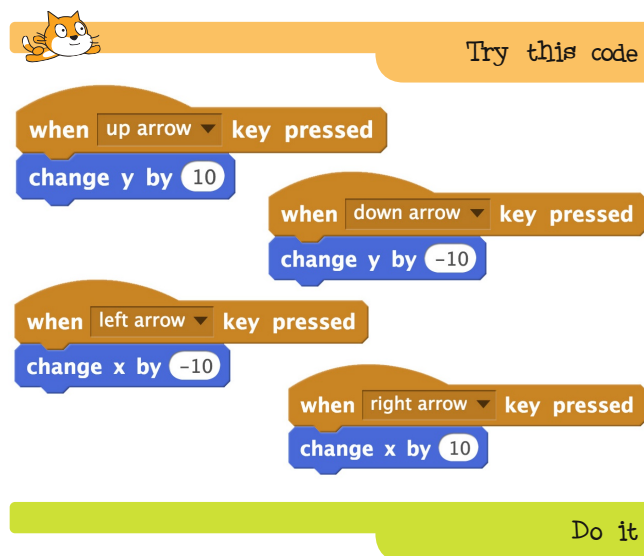 Try this code
when up arrow key pressed
change y by 10
when down arrow key pressed
change y by -10
when left arrow key pressed
change x by -10
when right arrow key pressed
change x by 10
Do it